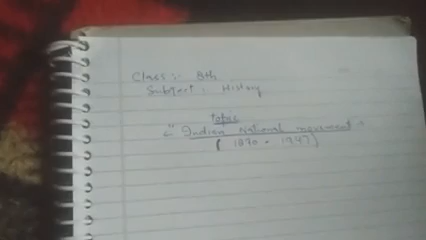 Class :- 8th
Subject : History
topic
" Indian National movement "
( 1870 - 1947)